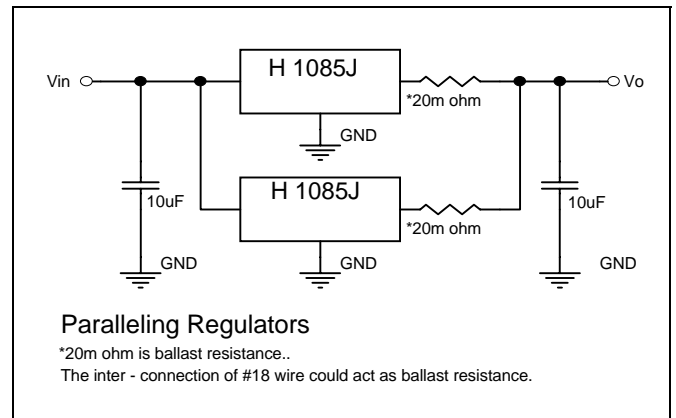 H 1085J
Vin
Vo
*20m ohm
GND
H 1085J
10uF
10uF
*20m ohm
GND
GND
GND
Paralleling Regulators
*20m ohm is ballast resistance..
The inter - connection of #18 wire could act as ballast resistance.